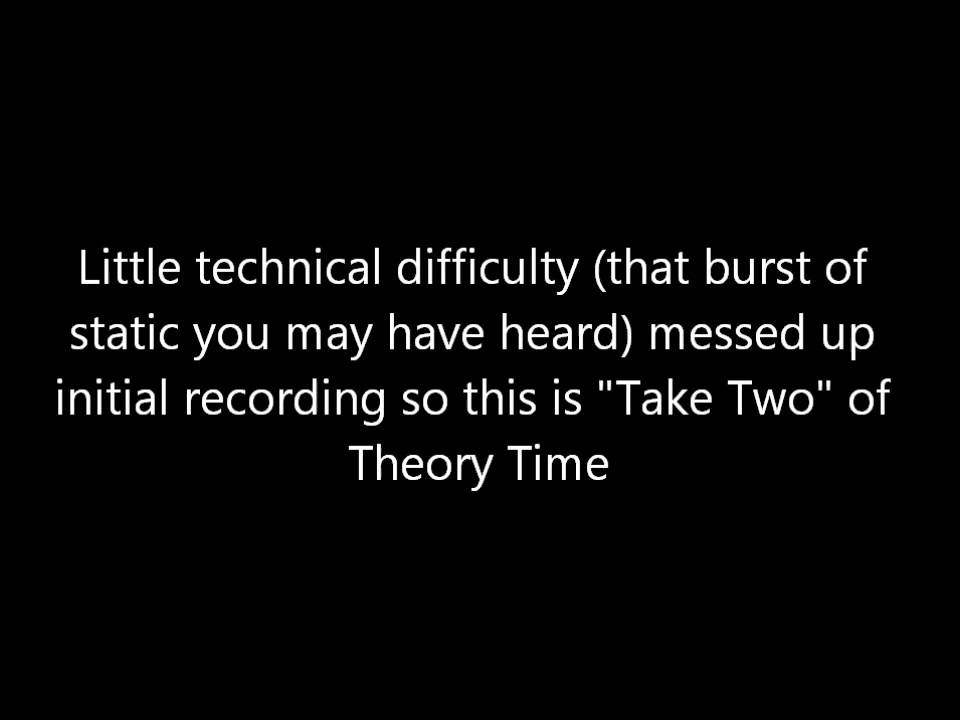 Little technical difficulty (that burst of
static you may have heard) messed up
initial recording so this is "Take Two" of
Theory Time